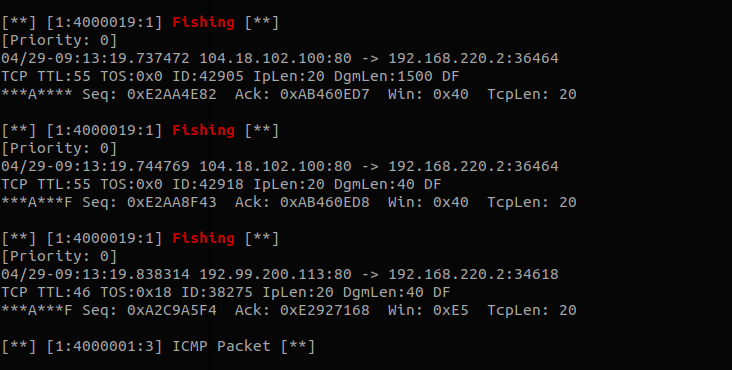 [**] [1:4000019:1] Fishing [**]
[Priority: 0]
04/29-09:13:19.737472 104.18.102.100:80 -> 192.168.220.2:36464
TCP TTL:55 TOS:0x0 ID:42905 IpLen:20 DgmLen:1500 DF
***A**** Seq: 0xE2AA4E82  Ack: 0xAB460ED7  Win: 0x40  TcpLen: 20
[**] [1:4000019:1] Fishing [**]
[Priority: 0]
04/29-09:13:19.744769 104.18.102.100:80 -> 192.168.220.2:36464
TCP TTL:55 TOS:0x0 ID:42918 IpLen:20 DgmLen:40 DF
***A***F Seq: 0xE2AA8F43  Ack: 0xAB460ED8  Win: 0x40  TcpLen: 20
[**] [1:4000019:1] Fishing [**]
[Priority: 0]
04/29-09:13:19.838314 192.99.200.113:80 -> 192.168.220.2:34618
TCP TTL:46 TOS:0x18 ID:38275 IpLen:20 DgmLen:40 DF
***A***F Seq: 0xA2C9A5F4  Ack: 0xE2927168  Win: 0xE5  TcpLen: 20
[**] [1:4000001:3] ICMP Packet [**]